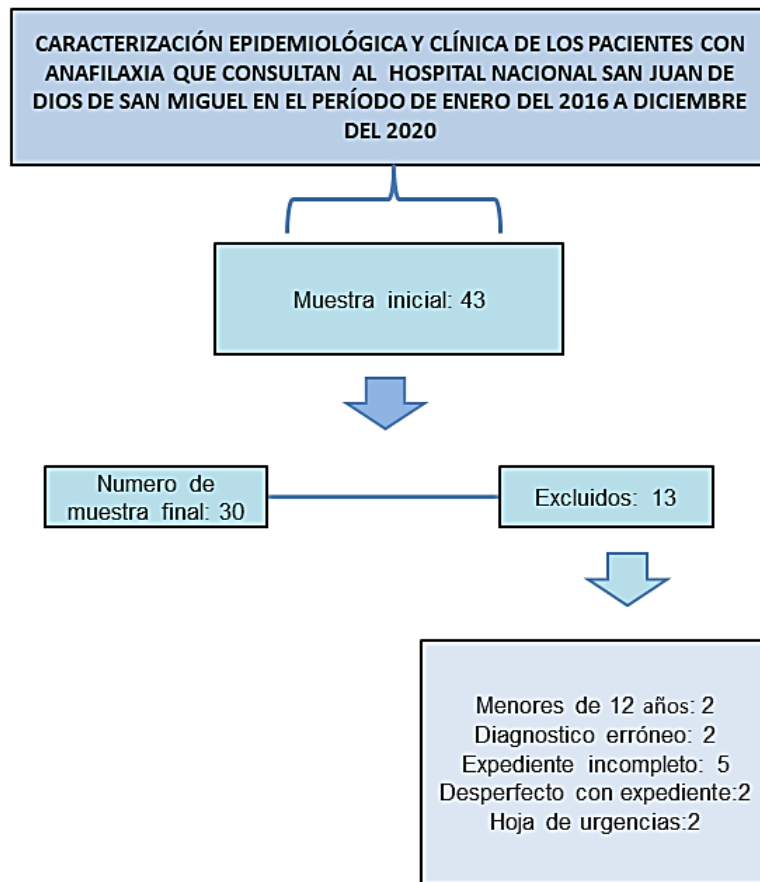 CARACTERIZACIÓN EPIDEMIOLÓGICA Y CLÍNICA DE LOS PACIENTES CON
ANAFILAXIA QUE CONSULTAN AL HOSPITAL NACIONAL SAN JUAN DE
DIOS DE SAN MIGUEL EN EL PERÍODO DE ENERO DEL 2016 A DICIEMBRE
DEL 2020
Muestra inicial: 43
Numero de
muestra final: 30
Excluidos: 13
Menores de 12 años: 2
Diagnostico erróneo: 2
Expediente incompleto: 5
Desperfecto con expediente:2
Hoja de urgencias:2